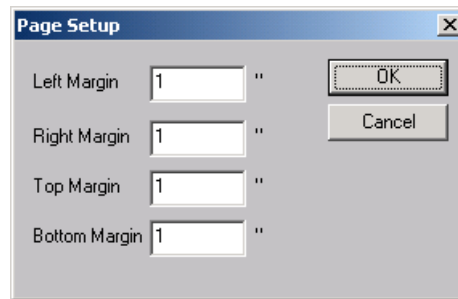 Page Setup
Left Margin 1 " OK
Right Margin 1 " Cancel
Top Margin 1 "
Bottom Margin 1 "